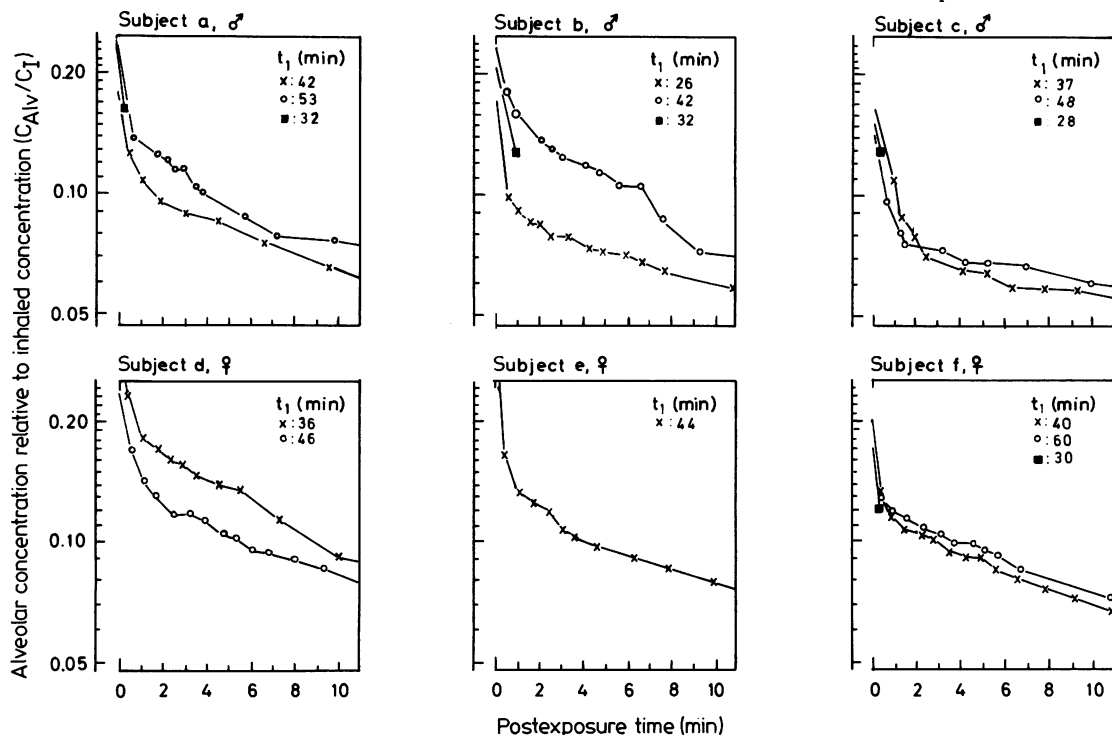 Alveolar concentration relative to inhaled concentration (C_Alv/C_I)
Subject a, ♂
t₁ (min)
x: 42
o: 53
■: 32
0.20
0.10
0.05
Subject b, ♂
t₁ (min)
x: 26
o: 42
■: 32
Subject c, ♂
t₁ (min)
x: 37
o: 48
■: 28
Subject d, ♀
t₁ (min)
x: 36
o: 46
0.20
0.10
0.05
0 2 4 6 8 10
Subject e, ♀
t₁ (min)
x: 44
0 2 4 6 8 10
Subject f, ♀
t₁ (min)
x: 40
o: 60
■: 30
0 2 4 6 8 10
Postexposure time (min)